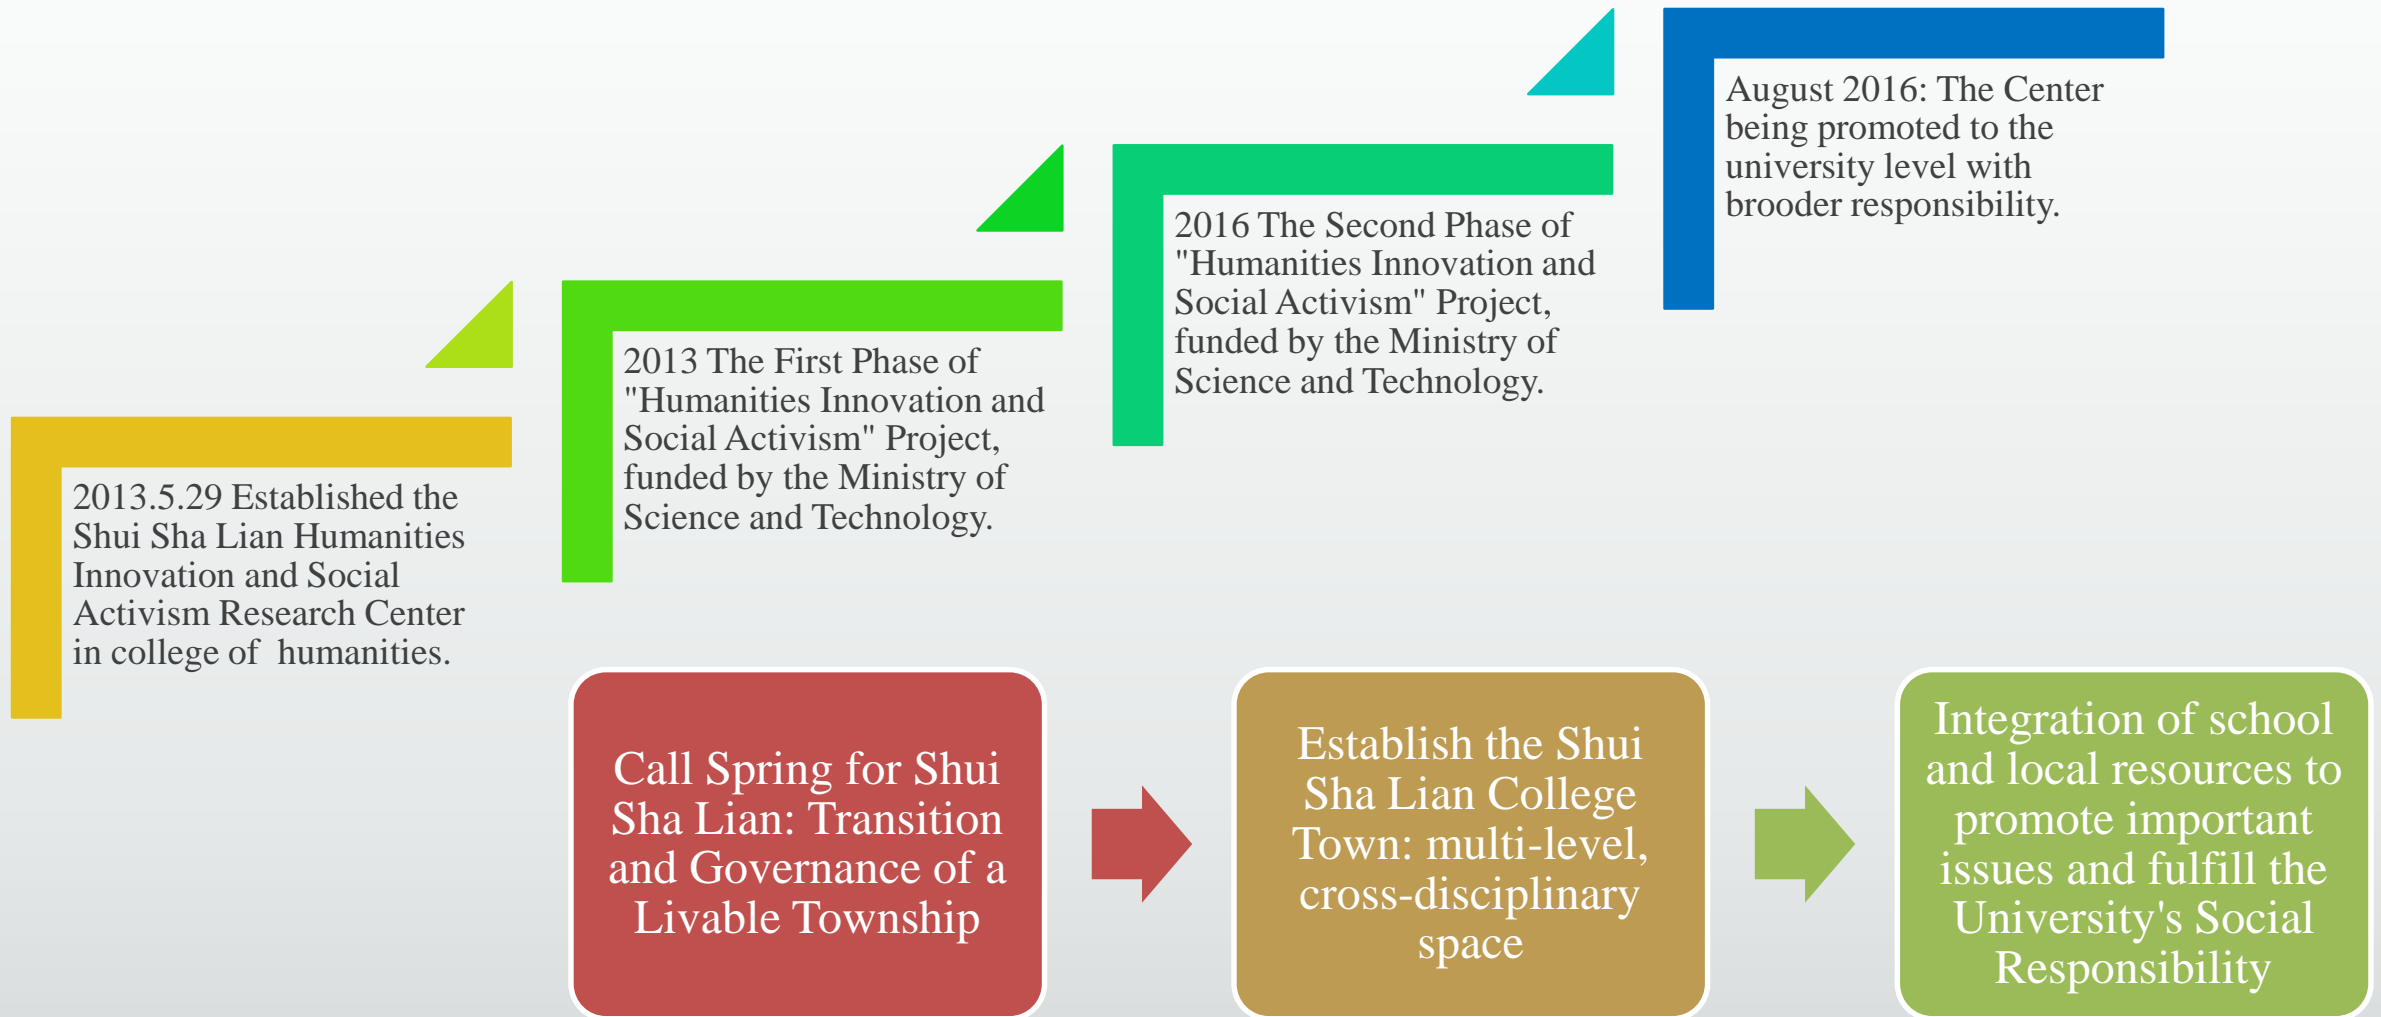 2013.5.29 Established the
Shui Sha Lian Humanities
Innovation and Social
Activism Research Center
in college of  humanities.
2013 The First Phase of
"Humanities Innovation and
Social Activism" Project,
funded by the Ministry of
Science and Technology.
2016 The Second Phase of
"Humanities Innovation and
Social Activism" Project,
funded by the Ministry of
Science and Technology.
August 2016: The Center
being promoted to the
university level with
brooder responsibility.
Call Spring for Shui
Sha Lian: Transition
and Governance of a
Livable Township
Establish the Shui
Sha Lian College
Town: multi-level,
cross-disciplinary
space
Integration of school
and local resources to
promote important
issues and fulfill the
University's Social
Responsibility